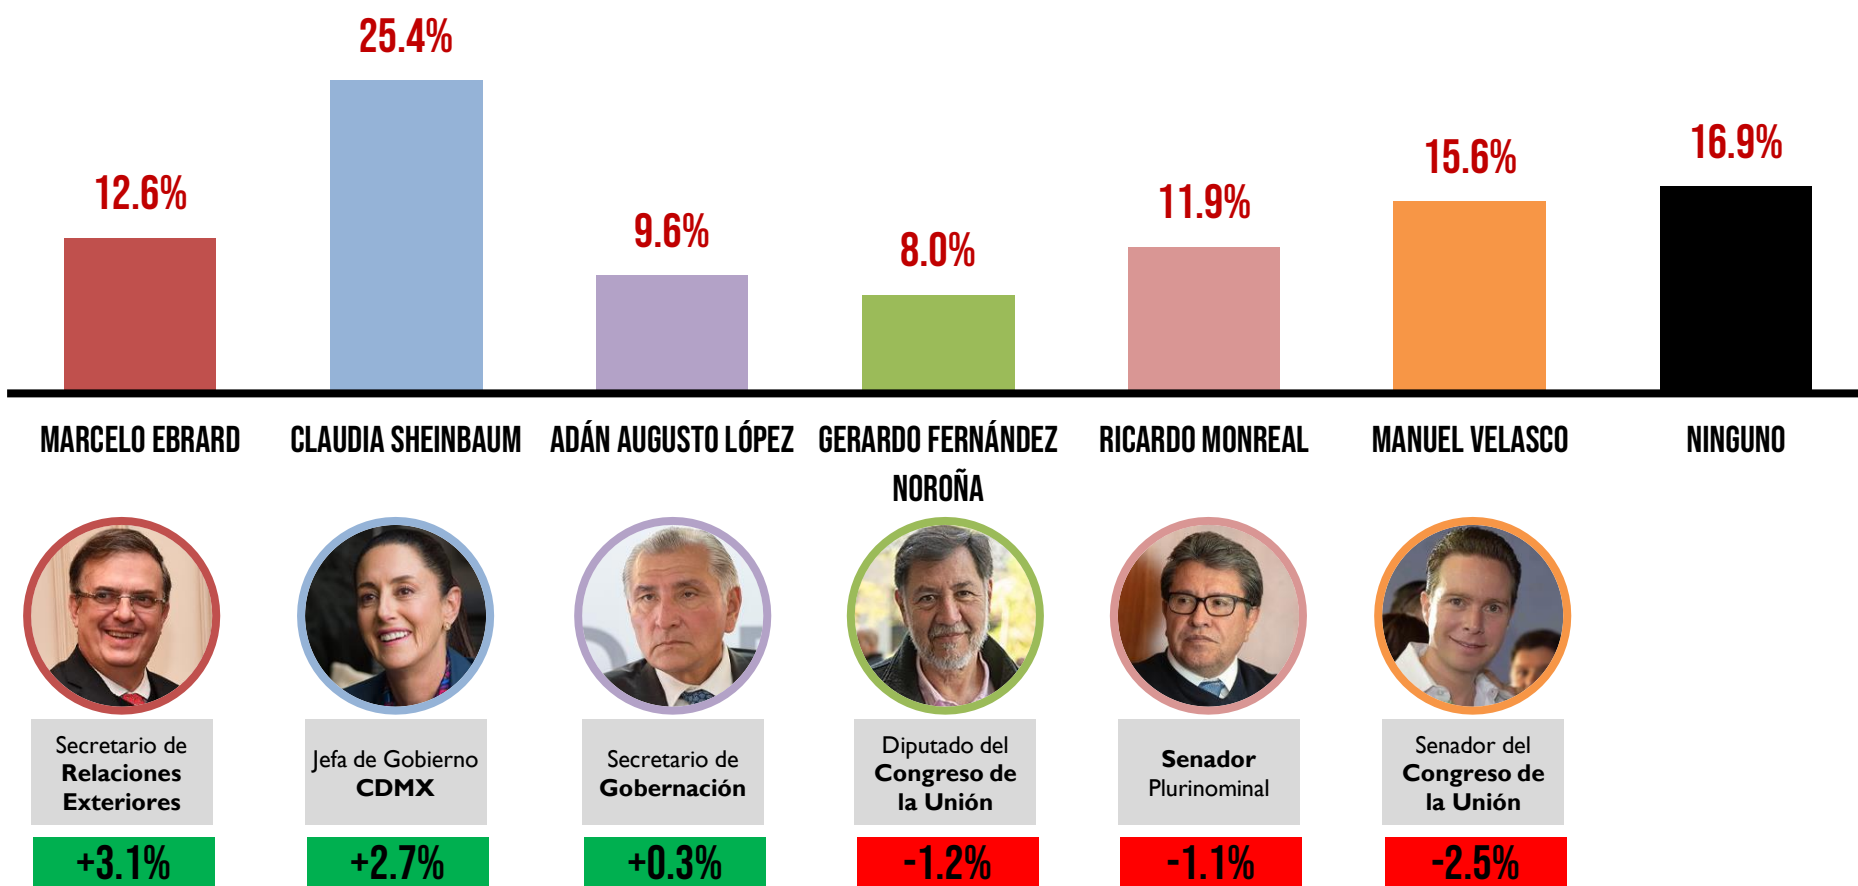 25.4%
16.9%
15.6%
12.6%
11.9%
9.6%
8.0%
MARCELO EBRARD
CLAUDIA SHEINBAUM
ADÁN AUGUSTO LÓPEZ
GERARDO FERNÁNDEZ
NOROÑA
RICARDO MONREAL
MANUEL VELASCO
NINGUNO
Secretario de
Relaciones
Exteriores
Jefa de Gobierno
CDMX
Secretario de
Gobernación
Diputado del
Congreso de
la Unión
Senador
Plurinominal
Senador del
Congreso de
la Unión
+3.1%
+2.7%
+0.3%
-1.2%
-1.1%
-2.5%